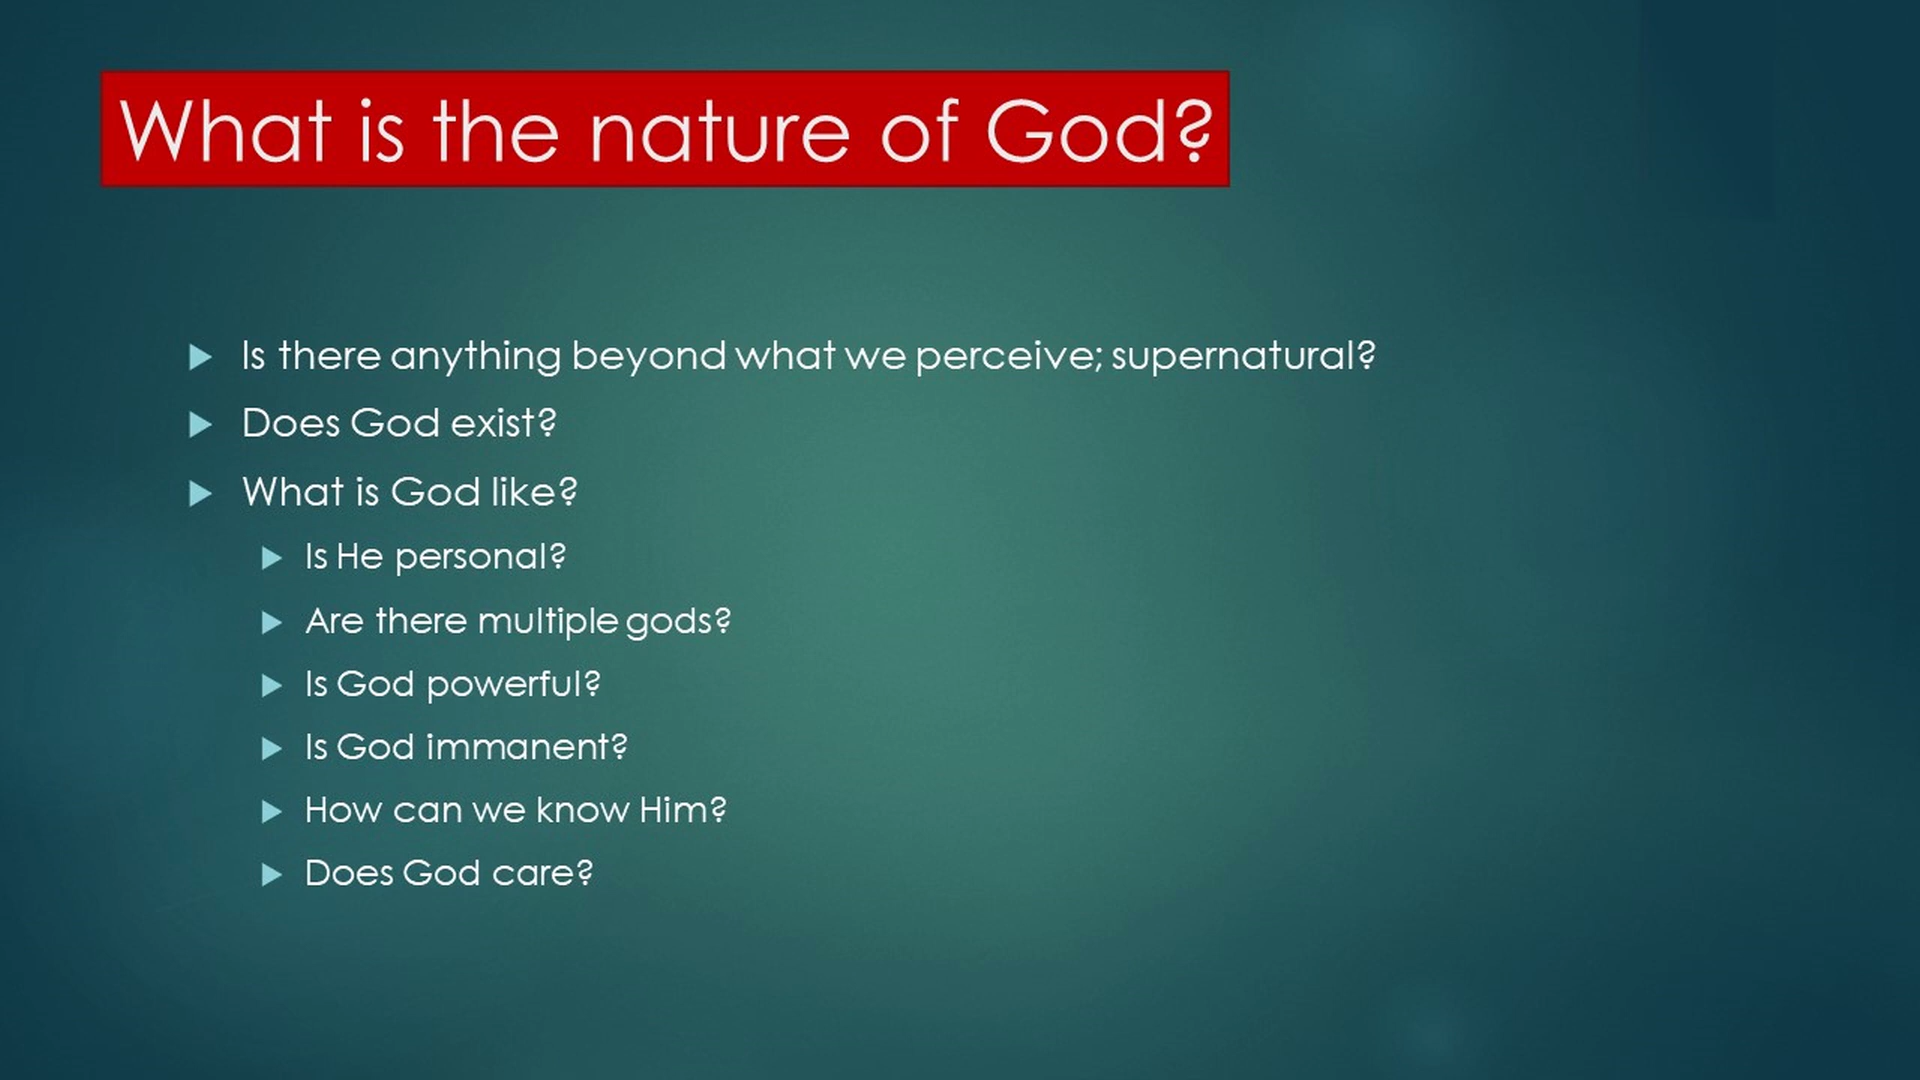 What is the nature of God?
Is there anything beyond what we perceive; supernatural?
Does God exist?
What is God like?
Is He personal?
Are there multiple gods?
Is God powerful?
Is God immanent?
How can we know Him?
Does God care?